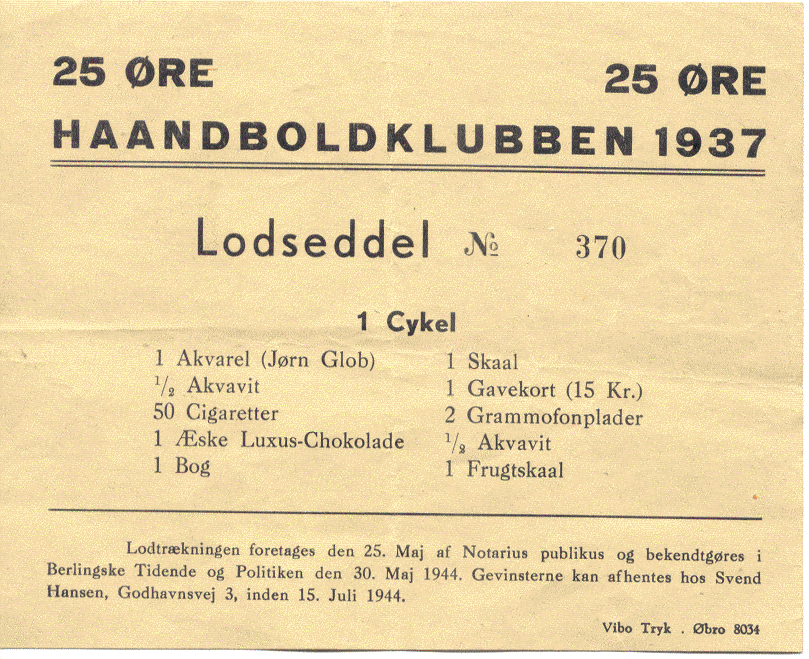 25 ØRE 25 ØRE
HAANDBOLDKLUBBEN 1937
Lodseddel № 370
1 Cykel
1 Akvarel (Jørn Glob)
1/2 Akvavit
50 Cigaretter
1 Æske Luxus-Chokolade
1 Bog
1 Skaal
1 Gavekort (15 Kr.)
2 Grammofonplader
1/2 Akvavit
1 Frugtskaal
Lodtrækningen foretages den 25. Maj af Notarius publikus og bekendtgøres i
Berlingske Tidende og Politiken den 30. Maj 1944. Gevinsterne kan afhentes hos Svend
Hansen, Godhavnsvej 3, inden 15. Juli 1944.
Vibo Tryk . Øbro 8034